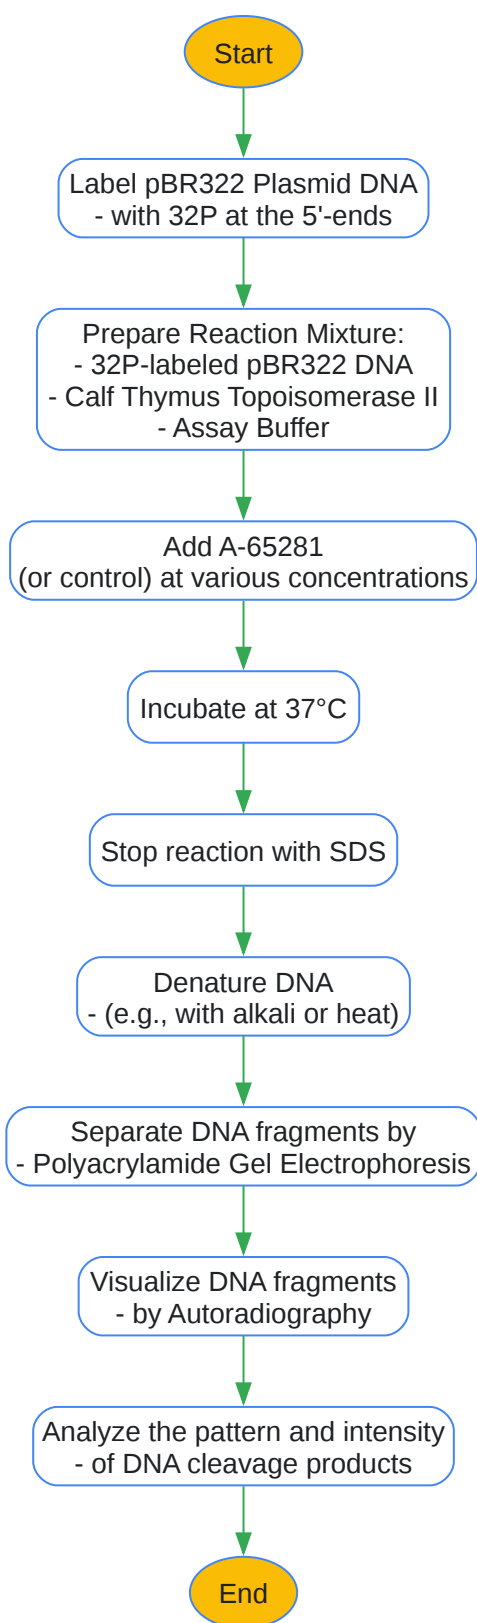 Start
Label pBR322 Plasmid DNA
- with 32P at the 5'-ends
Prepare Reaction Mixture:
- 32P-labeled pBR322 DNA
- Calf Thymus Topoisomerase II
- Assay Buffer
Add A-65281
(or control) at various concentrations
Incubate at 37°C
Stop reaction with SDS
Denature DNA
- (e.g., with alkali or heat)
Separate DNA fragments by
- Polyacrylamide Gel Electrophoresis
Visualize DNA fragments
- by Autoradiography
Analyze the pattern and intensity
- of DNA cleavage products
End